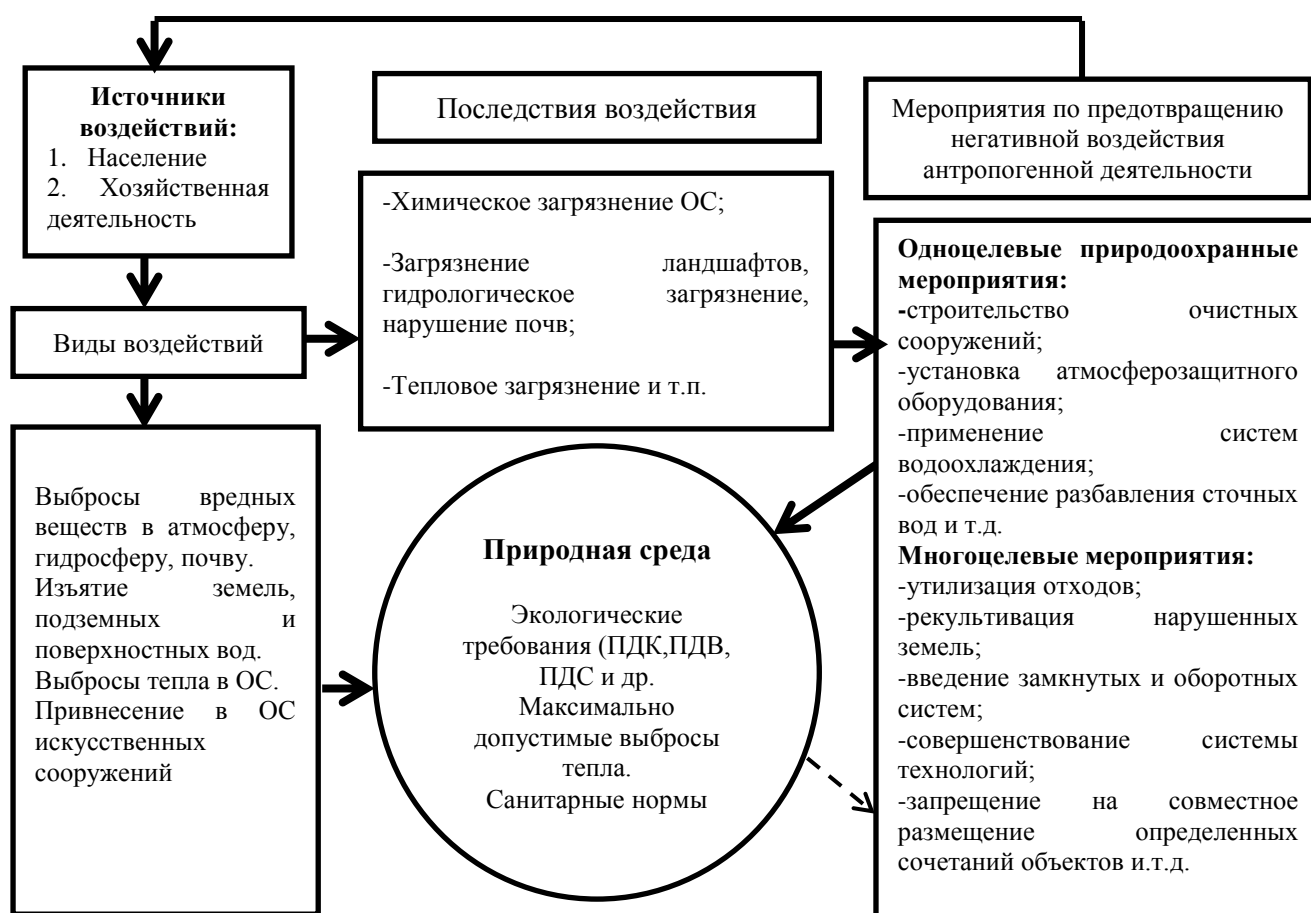 Источники
воздействий:
1. Население
2. Хозяйственная
деятельность
Последствия воздействия
Мероприятия по предотвращению
негативной воздействия
антропогенной деятельности
Виды воздействий
-Химическое загрязнение ОС;
-Загрязнение ландшафтов,
гидрологическое загрязнение,
нарушение почв;
-Тепловое загрязнение и т.п.
Одноцелевые природоохранные
мероприятия:
-строительство очистных
сооружений;
-установка атмосферозащитного
оборудования;
-применение систем
водоохлаждения;
-обеспечение разбавления сточных
вод и т.д.
Многоцелевые мероприятия:
-утилизация отходов;
-рекультивация нарушенных
земель;
-введение замкнутых и оборотных
систем;
-совершенствование системы
технологий;
-запрещение на совместное
размещение определенных
сочетаний объектов и.т.д.
Выбросы вредных
веществ в атмосферу,
гидросферу, почву.
Изъятие земель,
подземных и
поверхностных вод.
Выбросы тепла в ОС.
Привнесение в ОС
искусственных
сооружений
Природная среда
Экологические
требования (ПДК,ПДВ,
ПДС и др.
Максимально
допустимые выбросы
тепла.
Санитарные нормы